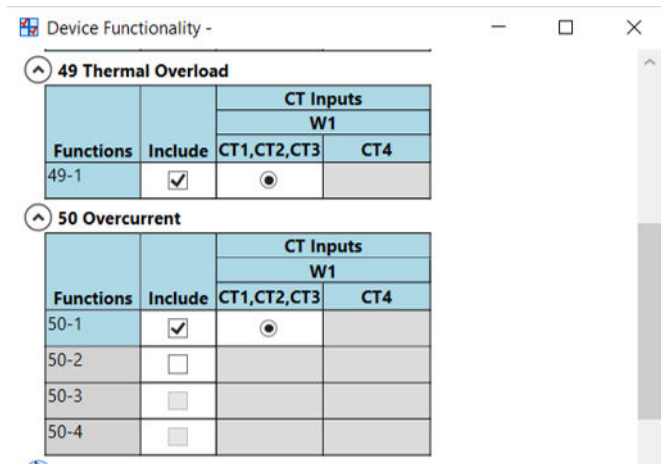 Device Functionality -
49 Thermal Overload
CT Inputs
W1
Functions Include CT1,CT2,CT3 CT4
49-1
50 Overcurrent
CT Inputs
W1
Functions Include CT1,CT2,CT3 CT4
50-1
50-2
50-3
50-4